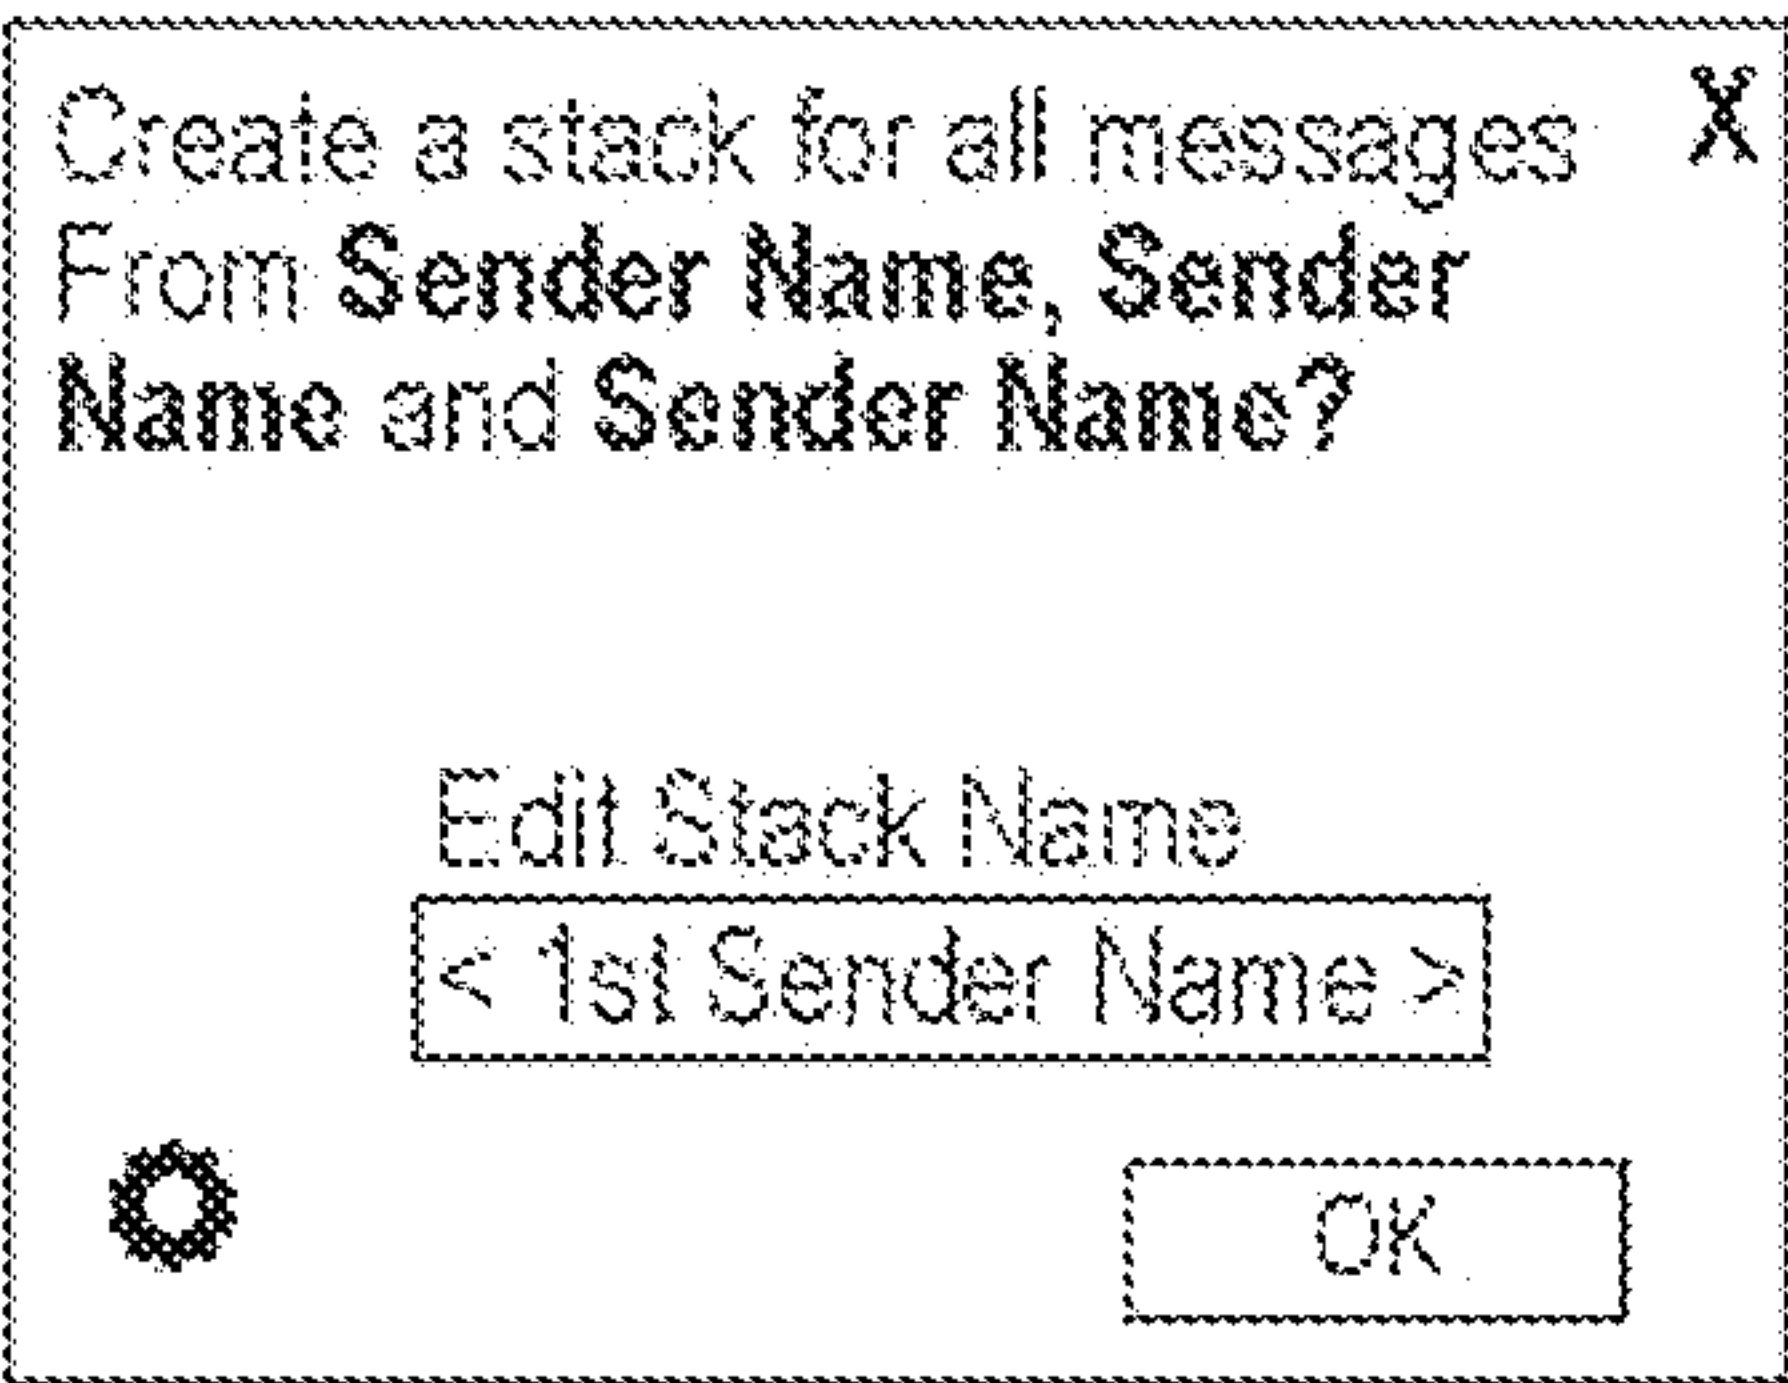 Create a stack for all messages X
From Sender Name, Sender
Name and Sender Name?
Edit Stack Name
< 1st Sender Name >
OK